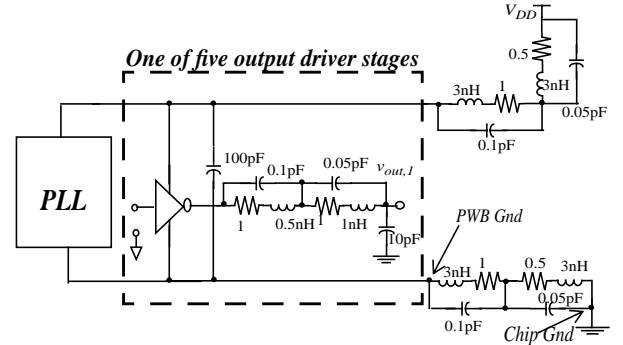 V_DD
One of five output driver stages
0.5
3nH
1
3nH
0.05pF
0.1pF
100pF
0.1pF
0.05pF
v_out,1
PLL
1
0.5nH
1
1nH
10pF
PWB Gnd
3nH
1
0.5
3nH
0.1pF
0.05pF
Chip Gnd